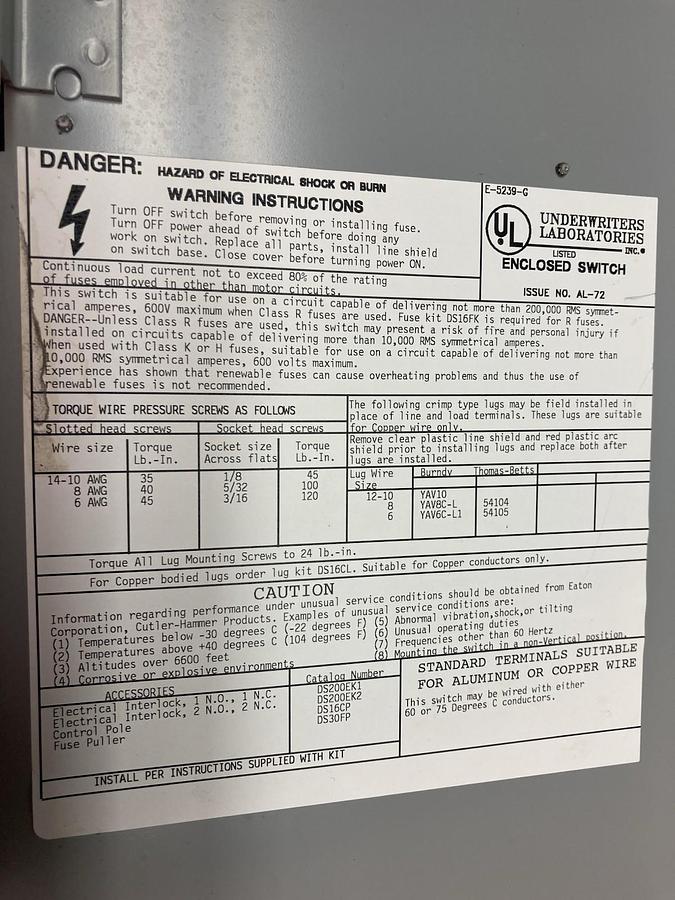 DANGER: HAZARD OF ELECTRICAL SHOCK OR BURN
WARNING INSTRUCTIONS
Turn OFF switch before removing or installing fuse.
Turn OFF power ahead of switch before doing any
work on switch. Replace all parts, install line shield
on switch base. Close cover before turning power ON.
E-5239-G
UL
UNDERWRITERS
LABORATORIES
INC.®
LISTED
ENCLOSED SWITCH
ISSUE NO. AL-72
Continuous load current not to exceed 80% of the rating
of fuses employed in other than motor circuits.
This switch is suitable for use on a circuit capable of delivering not more than 200,000 RMS symmet-
rical amperes, 600V maximum when Class R fuses are used. Fuse kit DS16FK is required for R fuses.
DANGER--Unless Class R fuses are used, this switch may present a risk of fire and personal injury if
installed on circuits capable of delivering more than 10,000 RMS symmetrical amperes.
When used with Class K or H fuses, suitable for use on a circuit capable of delivering not more than
10,000 RMS symmetrical amperes, 600 volts maximum.
Experience has shown that renewable fuses can cause overheating problems and thus the use of
renewable fuses is not recommended.
TORQUE WIRE PRESSURE SCREWS AS FOLLOWS
Slotted head screws Socket head screws
Wire size Torque Socket size Torque
Lb.-In. Across flats Lb.-In.
14-10 AWG 35 1/8 45
8 AWG 40 5/32 100
6 AWG 45 3/16 120
The following crimp type lugs may be field installed in
place of line and load terminals. These lugs are suitable
for Copper wire only.
Remove clear plastic line shield and red plastic arc
shield prior to installing lugs and replace both after
lugs are installed.
Lug Wire Burndy Thomas-Betts
Size
12-10 YAV10
8 YAV8C-L 54104
6 YAV6C-L1 54105
Torque All Lug Mounting Screws to 24 lb.-in.
For Copper bodied lugs order lug kit DS16CL. Suitable for Copper conductors only.
CAUTION
Information regarding performance under unusual service conditions should be obtained from Eaton
Corporation, Cutler-Hammer Products. Examples of unusual service conditions are:
(1) Temperatures below -30 degrees C (-22 degrees F)
(2) Temperatures above +40 degrees C (104 degrees F)
(3) Altitudes over 6600 feet
(4) Corrosive or explosive environments
(5) Abnormal vibration,shock,or tilting
(6) Unusual operating duties
(7) Frequencies other than 60 Hertz
(8) Mounting the switch in a non-Vertical position.
ACCESSORIES Catalog Number
Electrical Interlock, 1 N.O., 1 N.C. DS200EK1
Electrical Interlock, 2 N.O., 2 N.C. DS200EK2
Control Pole DS16CP
Fuse Puller DS30FP
INSTALL PER INSTRUCTIONS SUPPLIED WITH KIT
STANDARD TERMINALS SUITABLE
FOR ALUMINUM OR COPPER WIRE
This switch may be wired with either
60 or 75 Degrees C conductors.